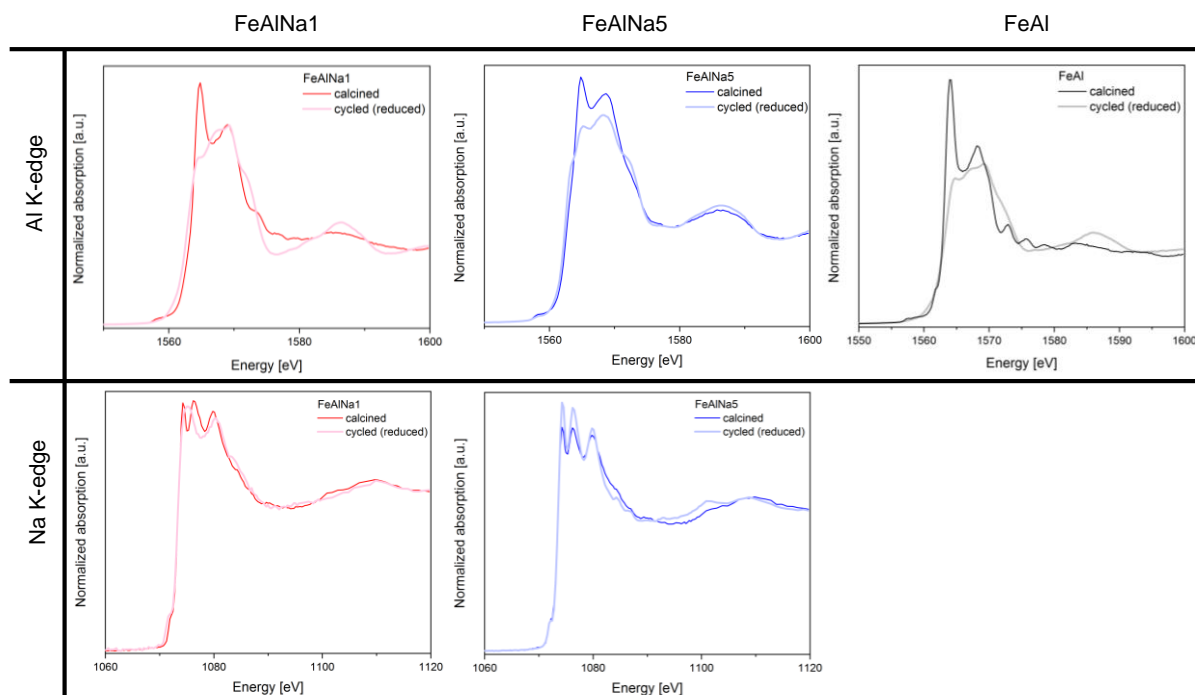 FeAlNa1
FeAlNa5
FeAl
Al K-edge
Normalized absorption [a.u.]
FeAlNa1
calcined
cycled (reduced)
1560
1580
1600
Energy [eV]
Normalized absorption [a.u.]
FeAlNa5
calcined
cycled (reduced)
1560
1580
1600
Energy [eV]
Normalized absorption [a.u.]
FeAl
calcined
cycled (reduced)
1550
1560
1570
1580
1590
1600
Energy [eV]
Na K-edge
Normalized absorption [a.u.]
FeAlNa1
calcined
cycled (reduced)
1060
1080
1100
1120
Energy [eV]
Normalized absorption [a.u.]
FeAlNa5
calcined
cycled (reduced)
1060
1080
1100
1120
Energy [eV]